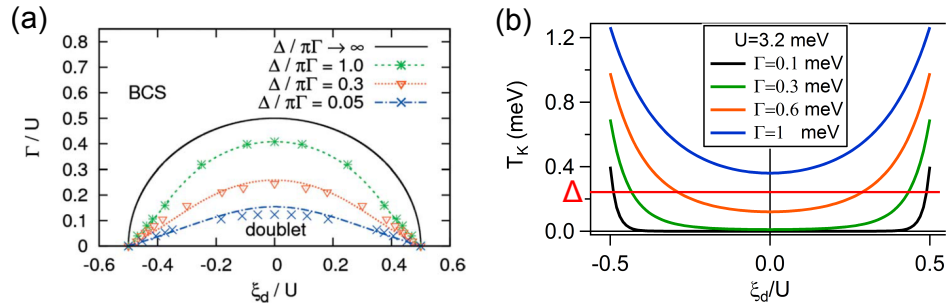 (a)
0.8
0.7
0.6
0.5
0.4
0.3
0.2
0.1
0
Γ / U
BCS
Δ / πΓ → ∞
Δ / πΓ = 1.0
Δ / πΓ = 0.3
Δ / πΓ = 0.05
doublet
-0.6 -0.4 -0.2 0 0.2 0.4 0.6
ξd / U
(b)
1.2
0.8
0.4
0.0
TK (meV)
Δ
U=3.2 meV
Γ=0.1 meV
Γ=0.3 meV
Γ=0.6 meV
Γ=1 meV
-0.5 0.0 0.5
ξd/U